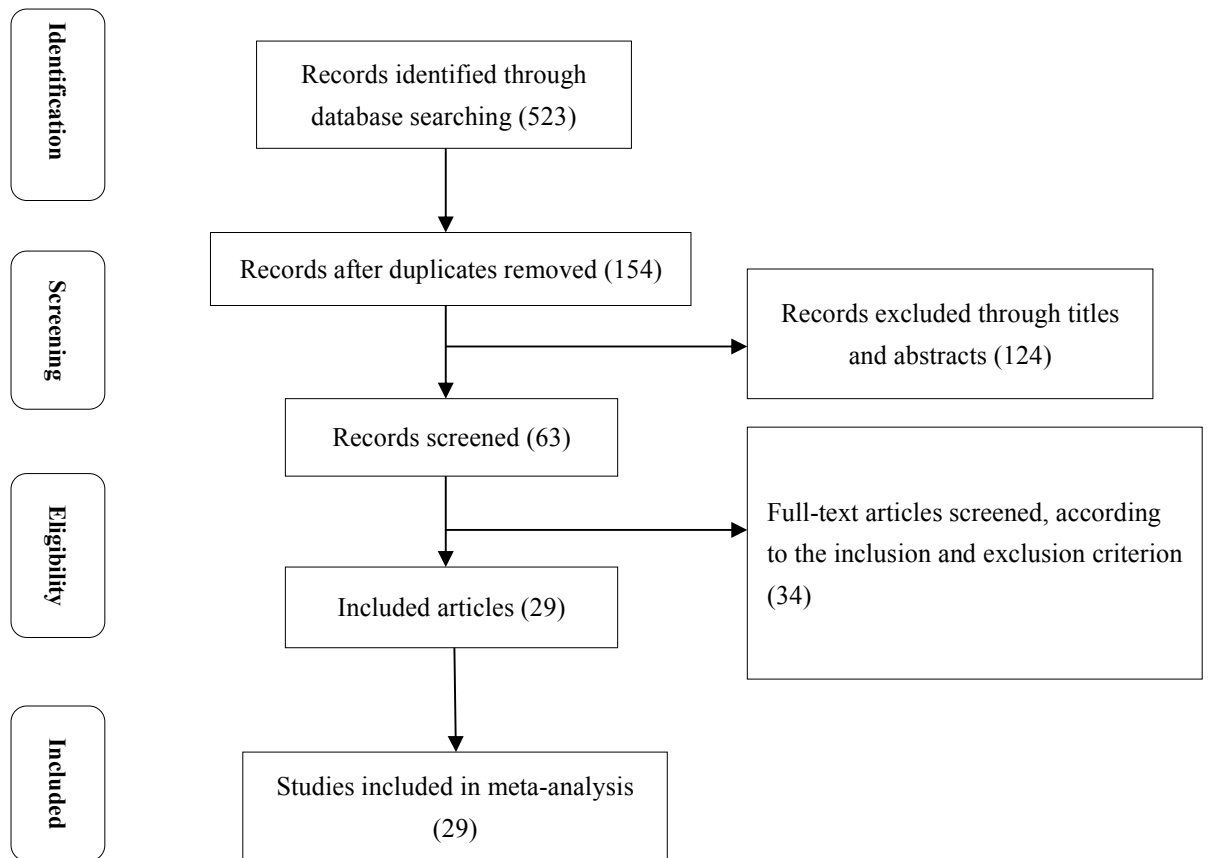 Identification
Records identified through
database searching (523)
Records after duplicates removed (154)
Screening
Records excluded through titles
and abstracts (124)
Records screened (63)
Eligibility
Full-text articles screened, according
to the inclusion and exclusion criterion
(34)
Included articles (29)
Included
Studies included in meta-analysis
(29)